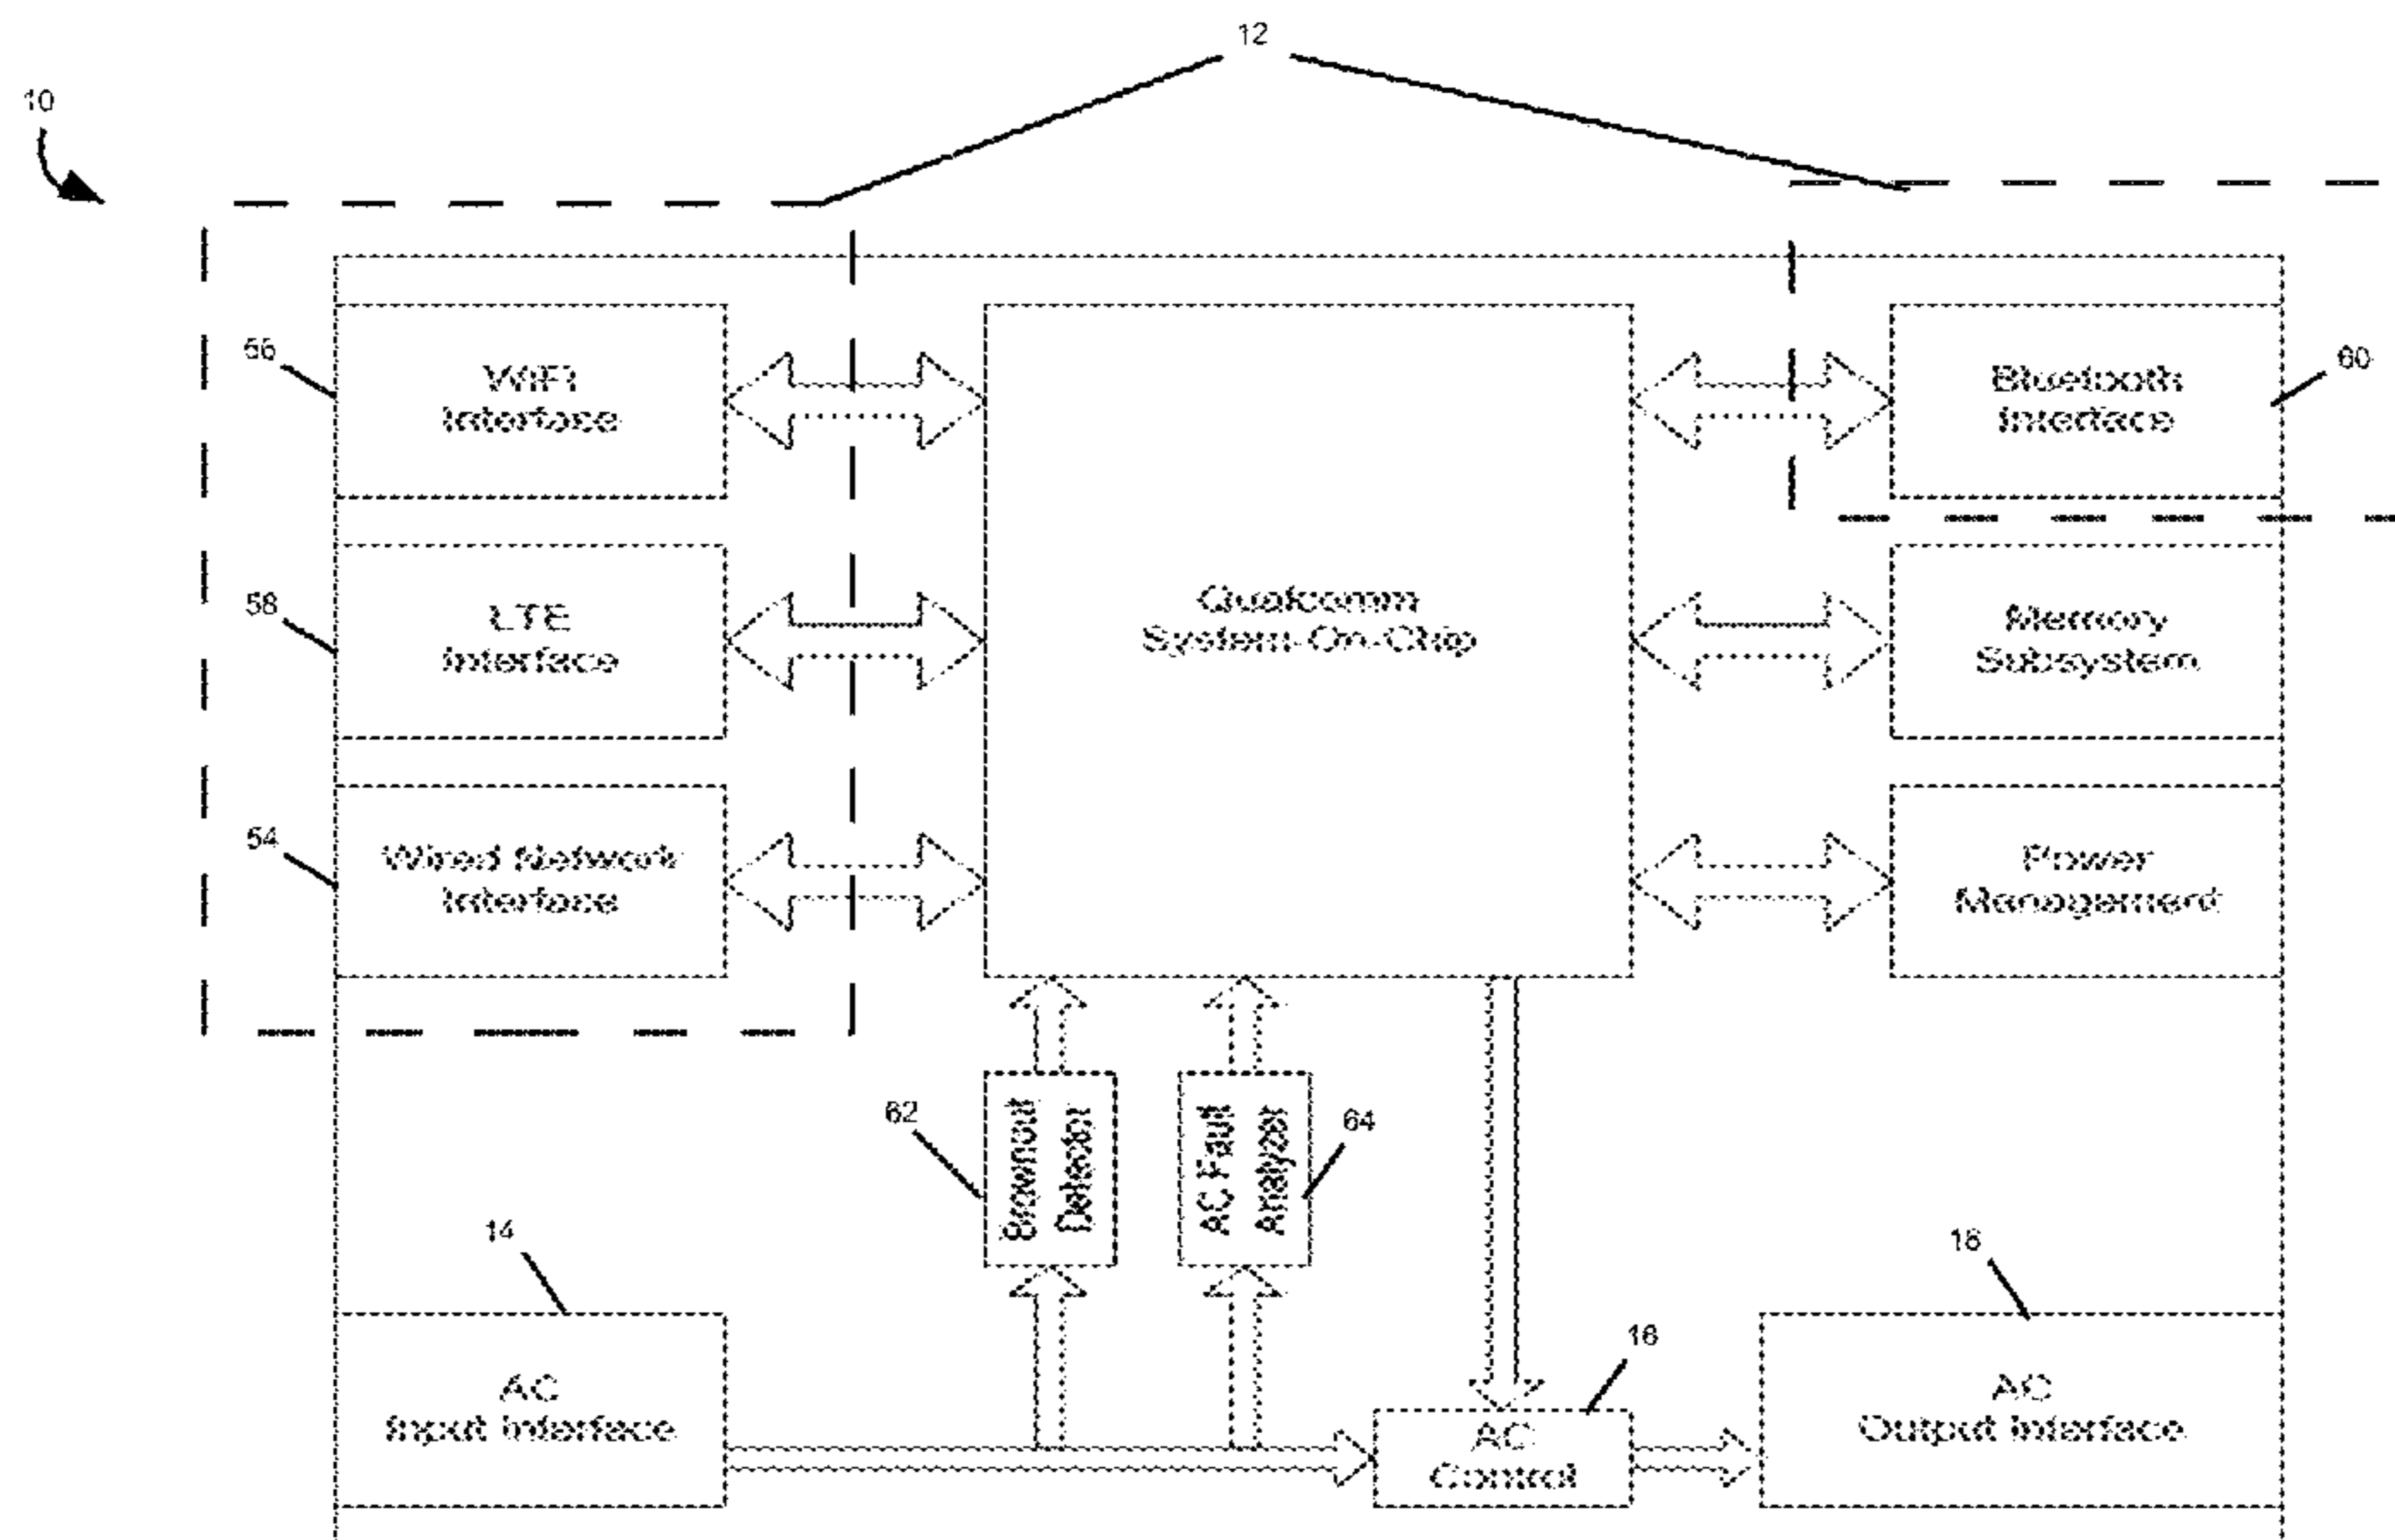 12
10
56
WiFi
Interface
Bluetooth
Interface
60
58
LTE
Interface
Qualcomm
System-On-Chip
Memory
Subsystem
54
Wired Network
Interface
Power
Management
62
Brownout
Detector
AC Fault
Analyzer
64
14
18
16
AC
Input Interface
AC
Control
AC
Output Interface